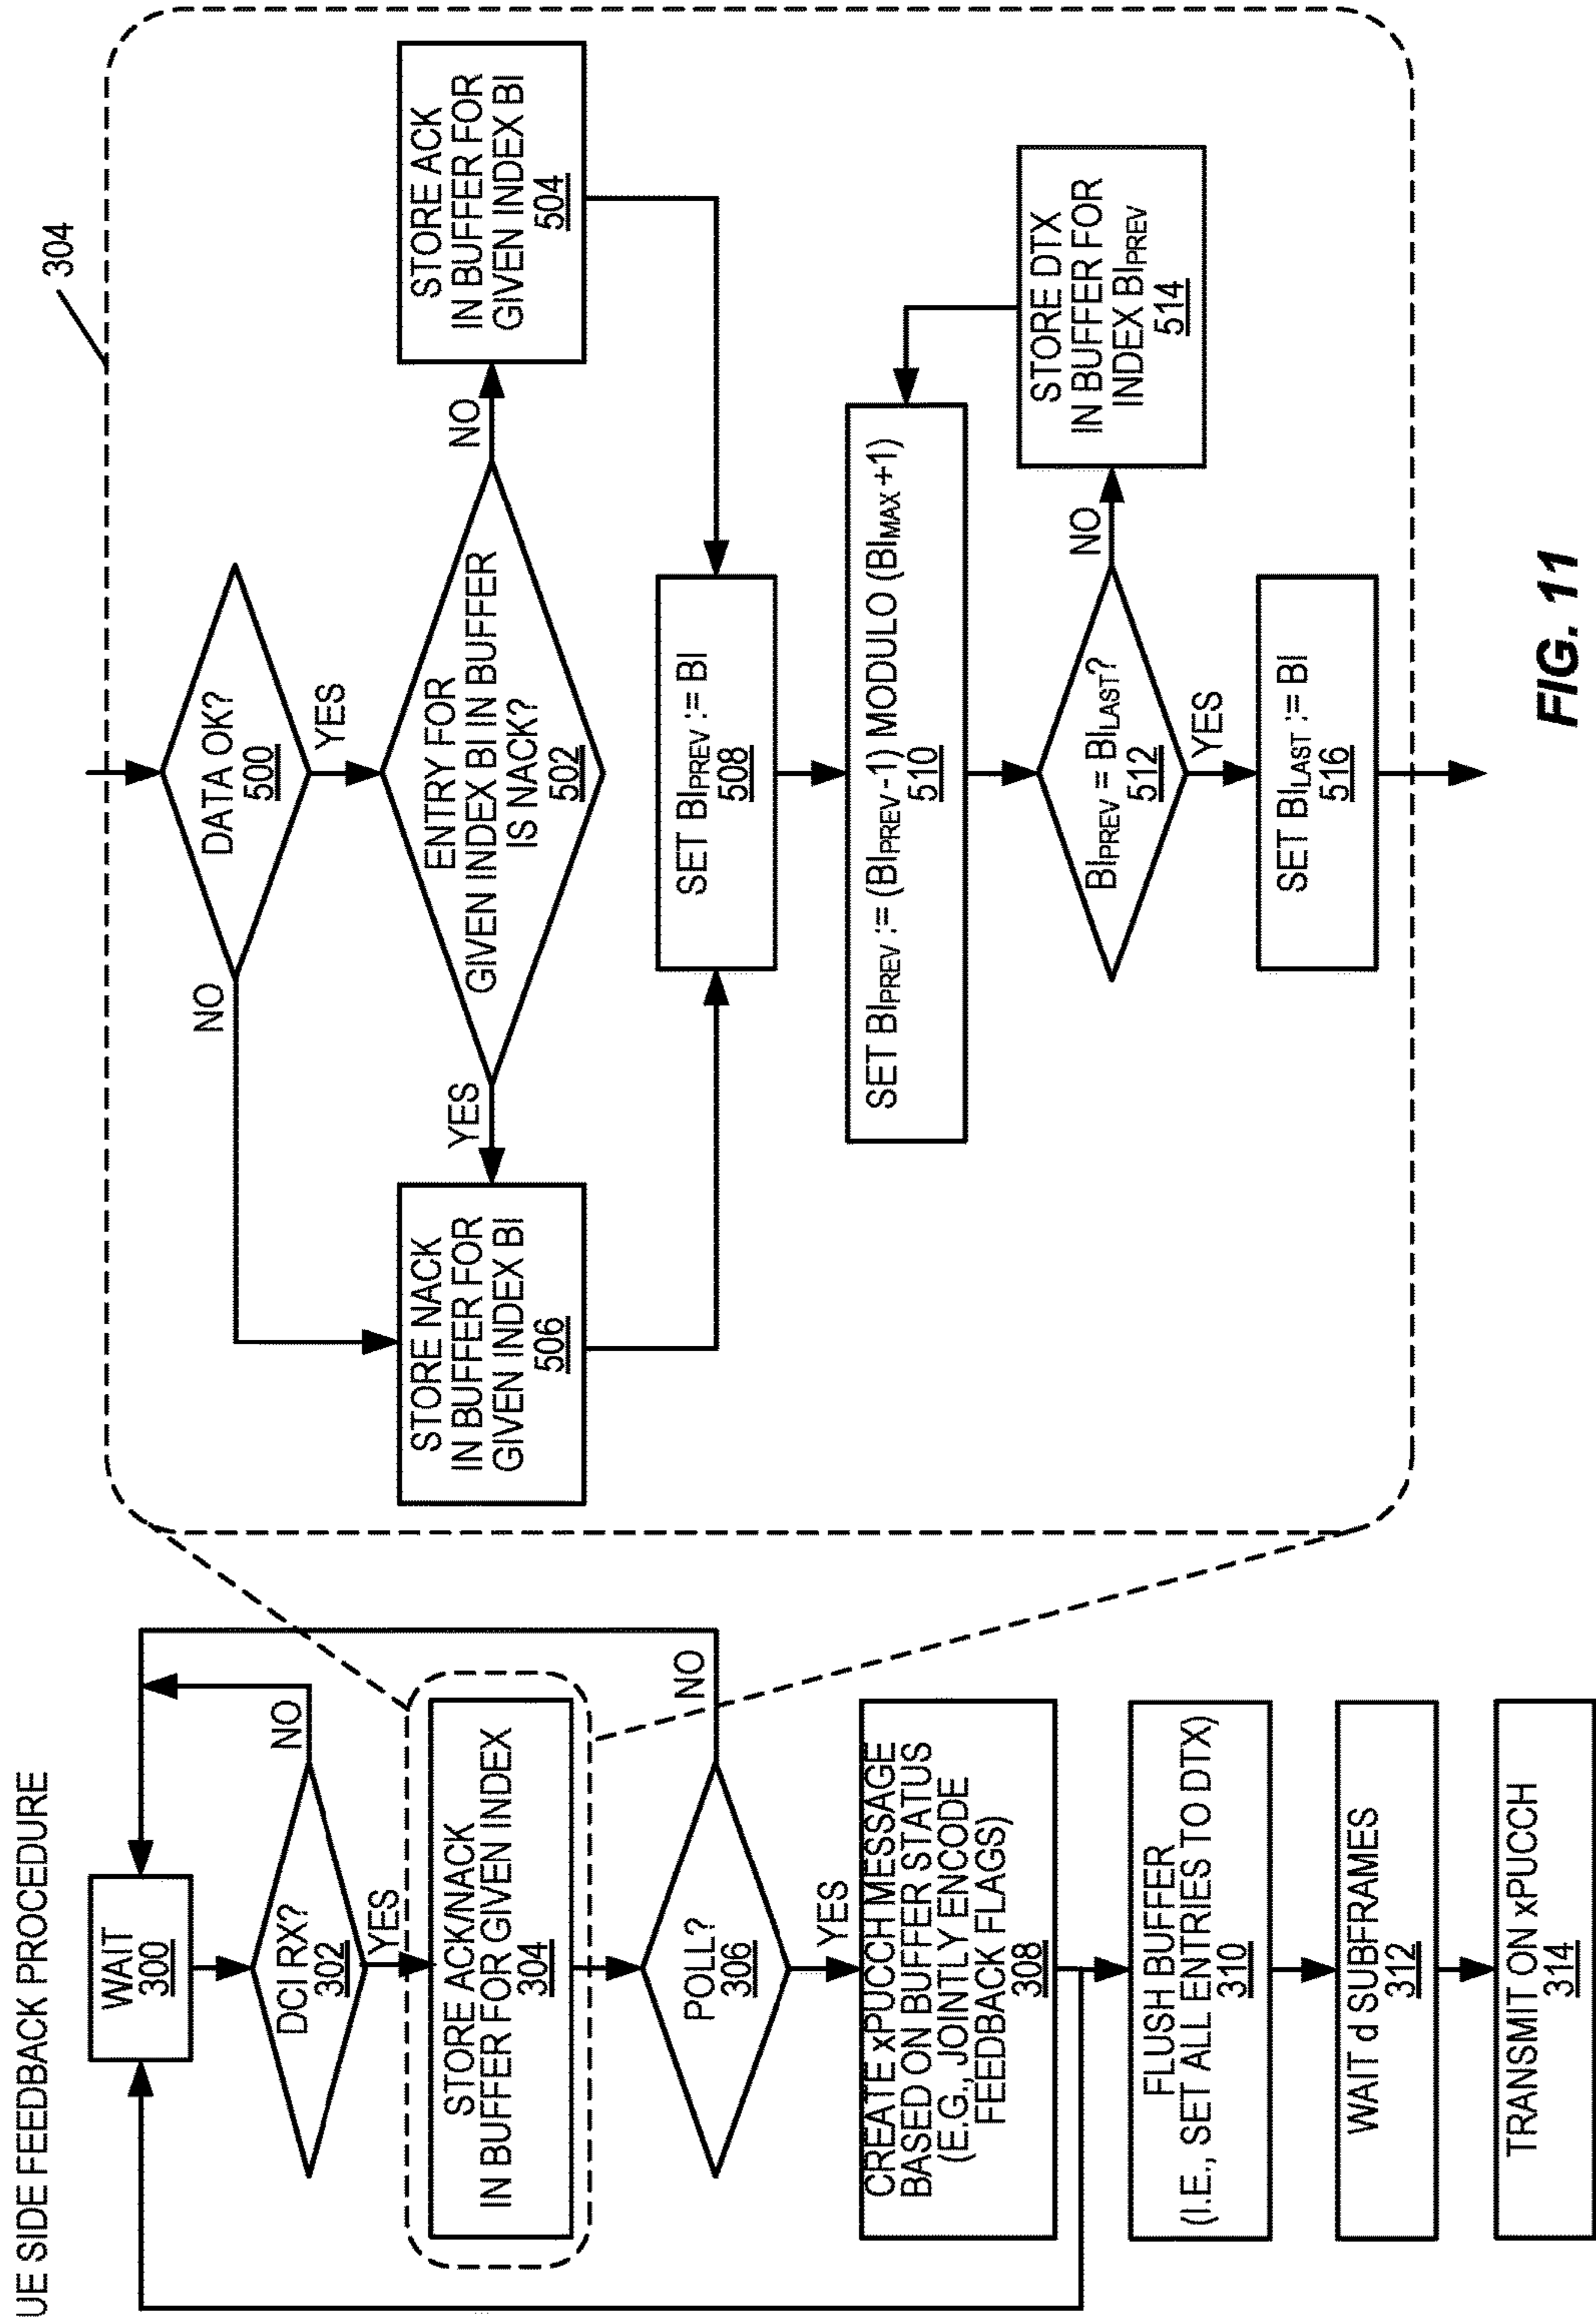 UE SIDE FEEDBACK PROCEDURE
WAIT
300
DCI RX?
302
NO
YES
STORE ACK/NACK
IN BUFFER FOR GIVEN INDEX
304
POLL?
306
NO
YES
CREATE xPUCCH MESSAGE
BASED ON BUFFER STATUS
(E.G., JOINTLY ENCODE
FEEDBACK FLAGS)
308
FLUSH BUFFER
(I.E., SET ALL ENTRIES TO DTX)
310
WAIT d SUBFRAMES
312
TRANSMIT ON xPUCCH
314
304
DATA OK?
500
NO
YES
ENTRY FOR
GIVEN INDEX BI IN BUFFER
IS NACK?
502
YES
NO
STORE NACK
IN BUFFER FOR
GIVEN INDEX BI
506
STORE ACK
IN BUFFER FOR
GIVEN INDEX BI
504
SET BIPREV := BI
508
SET BIPREV := (BIPREV-1) MODULO (BIMAX+1)
510
BIPREV = BILAST?
512
NO
YES
STORE DTX
IN BUFFER FOR
INDEX BIPREV
514
SET BILAST := BI
516
FIG. 11